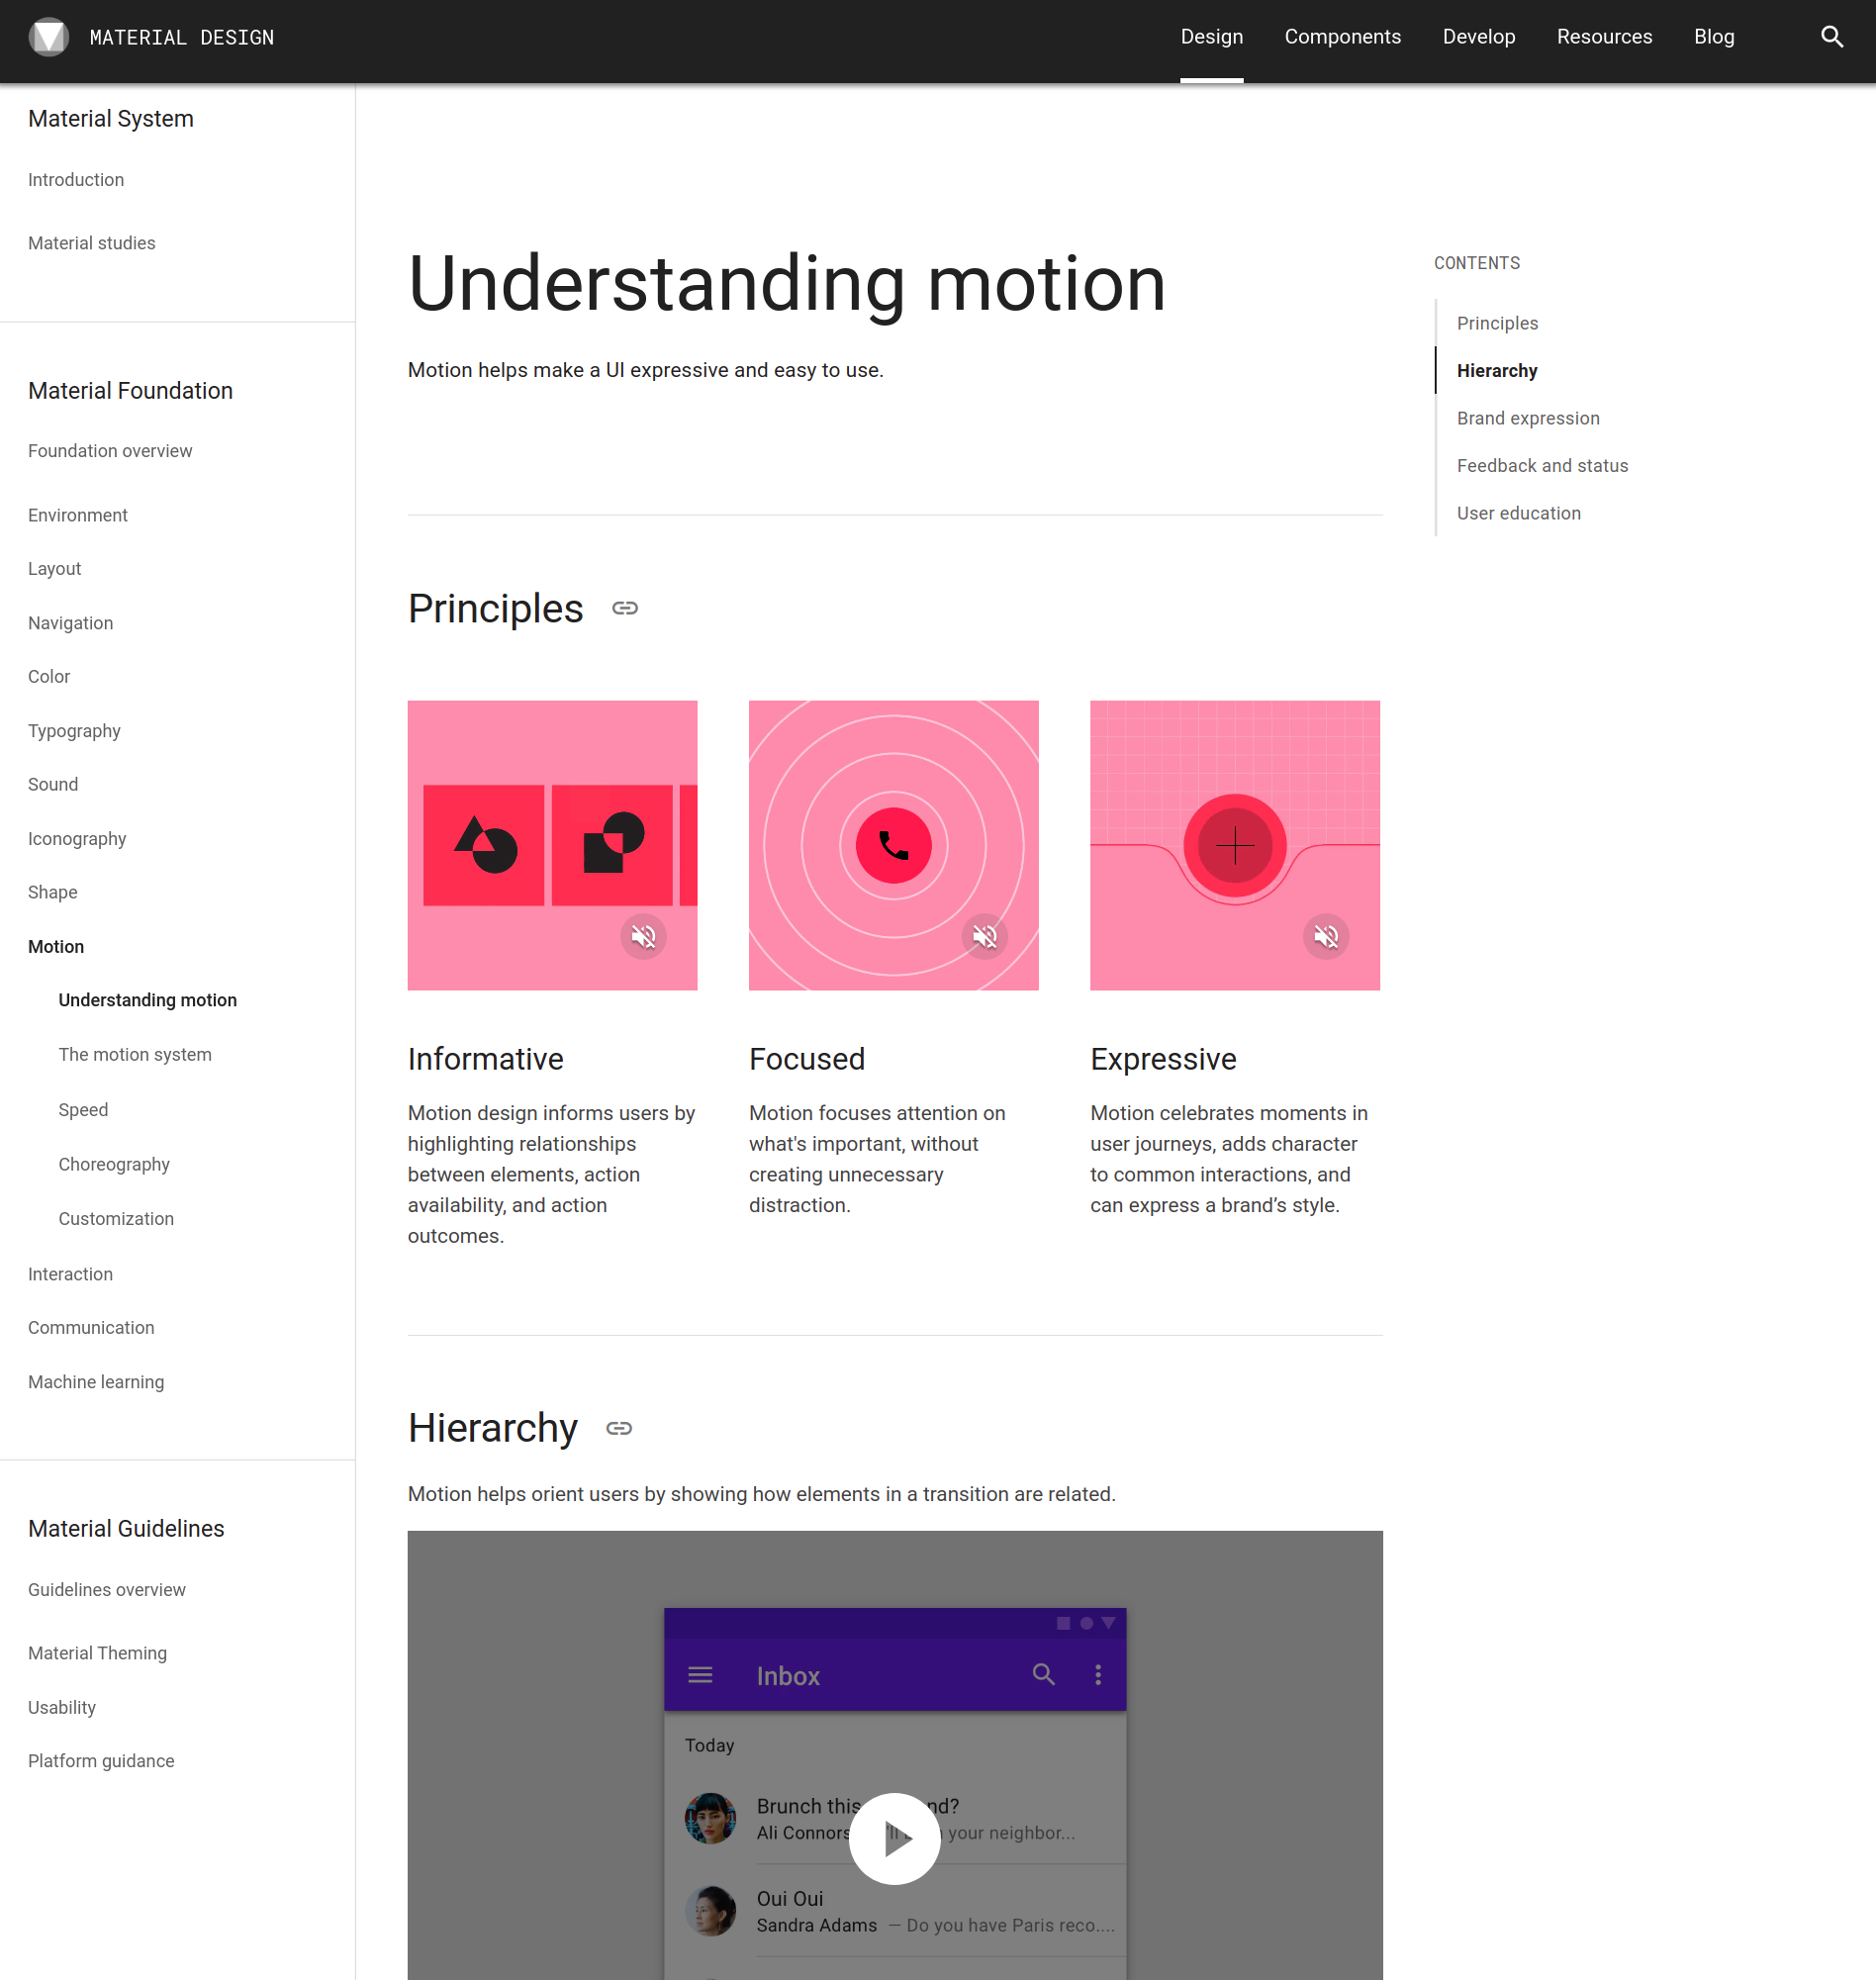 MATERIAL DESIGN
Design Components Develop Resources Blog
Material System
Introduction
Material studies
Material Foundation
Foundation overview
Environment
Layout
Navigation
Color
Typography
Sound
Iconography
Shape
Motion
Understanding motion
The motion system
Speed
Choreography
Customization
Interaction
Communication
Machine learning
Material Guidelines
Guidelines overview
Material Theming
Usability
Platform guidance
Understanding motion
Motion helps make a UI expressive and easy to use.
Principles
Informative
Motion design informs users by
highlighting relationships
between elements, action
availability, and action
outcomes.
Focused
Motion focuses attention on
what's important, without
creating unnecessary
distraction.
Expressive
Motion celebrates moments in
user journeys, adds character
to common interactions, and
can express a brand’s style.
Hierarchy
Motion helps orient users by showing how elements in a transition are related.
Inbox
Today
Brunch this
Ali Connors your neighbor...
Oui Oui
Sandra Adams — Do you have Paris reco....
CONTENTS
Principles
Hierarchy
Brand expression
Feedback and status
User education